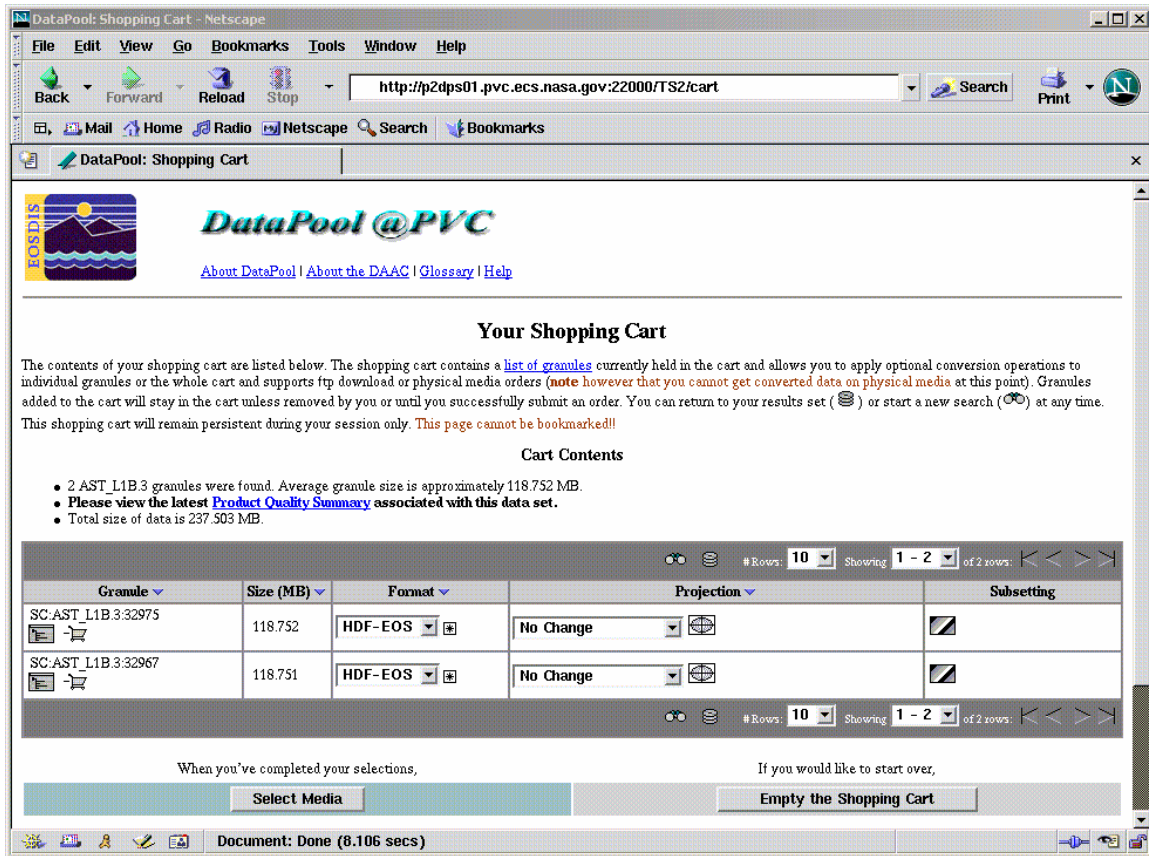 DataPool: Shopping Cart - Netscape
File Edit View Go Bookmarks Tools Window Help
Back Forward Reload Stop http://p2dps01.pvc.ecs.nasa.gov:22000/TS2/cart Search Print N
Mail Home Radio Netscape Search Bookmarks
DataPool: Shopping Cart
EOSDIS
DataPool @PVC
About DataPool | About the DAAC | Glossary | Help
Your Shopping Cart
The contents of your shopping cart are listed below. The shopping cart contains a list of granules currently held in the cart and allows you to apply optional conversion operations to
individual granules or the whole cart and supports ftp download or physical media orders (note however that you cannot get converted data on physical media at this point). Granules
added to the cart will stay in the cart unless removed by you or until you successfully submit an order. You can return to your results set ( ) or start a new search ( ) at any time.
This shopping cart will remain persistent during your session only. This page cannot be bookmarked!!
Cart Contents
• 2 AST_L1B.3 granules were found. Average granule size is approximately 118.752 MB.
• Please view the latest Product Quality Summary associated with this data set.
• Total size of data is 237.503 MB.
# Rows: 10 Showing 1 - 2 of 2 rows:
Granule Size (MB) Format Projection Subsetting
SC:AST_L1B.3:32975
118.752 HDF-EOS No Change
SC:AST_L1B.3:32967
118.751 HDF-EOS No Change
# Rows: 10 Showing 1 - 2 of 2 rows:
When you've completed your selections, If you would like to start over,
Select Media Empty the Shopping Cart
Document: Done (8.106 secs)